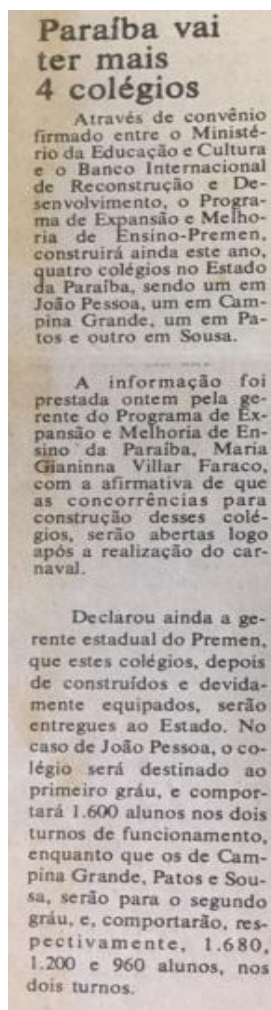 Paraíba vai
ter mais
4 colégios
Através de convênio
firmado entre o Ministé-
rio da Educação e Cultura
e o Banco Internacional
de Reconstrução e De-
senvolvimento, o Progra-
ma de Expansão e Melho-
ria de Ensino-Premen,
construirá ainda este ano,
quatro colégios no Estado
da Paraíba, sendo um em
João Pessoa, um em Cam-
pina Grande, um em Pa-
tos e outro em Sousa.
A informação foi
prestada ontem pela ge-
rente do Programa de Ex-
pansão e Melhoria de En-
sino da Paraíba, Maria
Gianinna Villar Faraco,
com a afirmativa de que
as concorrências para
construção desses colé-
gios, serão abertas logo
após a realização do car-
naval.
Declarou ainda a ge-
rente estadual do Premen,
que estes colégios, depois
de construídos e devida-
mente equipados, serão
entregues ao Estado. No
caso de João Pessoa, o co-
légio será destinado ao
primeiro gráu, e compor-
tará 1.600 alunos nos dois
turnos de funcionamento,
enquanto que os de Cam-
pina Grande, Patos e Sou-
sa, serão para o segundo
gráu, e, comportarão, res-
pectivamente, 1.680,
1.200 e 960 alunos, nos
dois turnos.